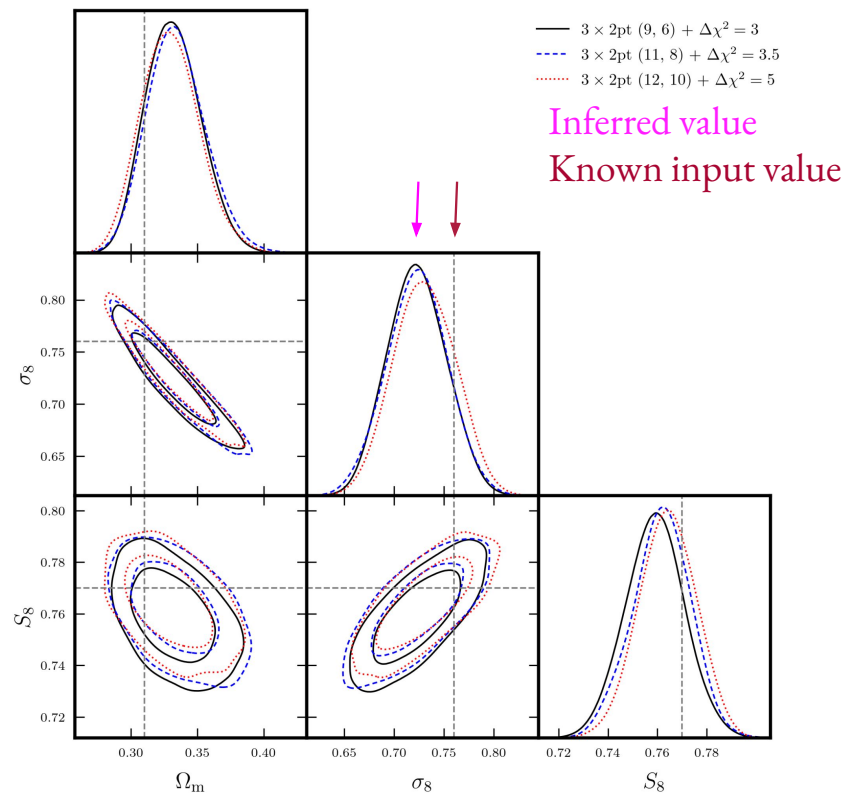 3 × 2pt (9, 6) + Δχ² = 3
3 × 2pt (11, 8) + Δχ² = 3.5
3 × 2pt (12, 10) + Δχ² = 5
Inferred value
Known input value
0.80
0.75
0.70
0.65
σ₈
0.80
0.78
0.76
0.74
0.72
S₈
0.30 0.35 0.40
0.65 0.70 0.75 0.80
0.72 0.74 0.76 0.78
Ωₘ
σ₈
S₈